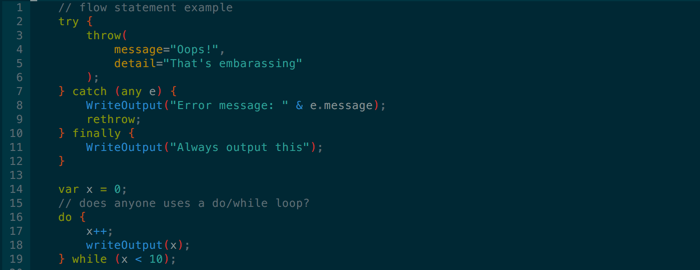 1 // flow statement example
2 try {
3 throw(
4 message="Oops!",
5 detail="That's embarassing"
6 );
7 } catch (any e) {
8 WriteOutput("Error message: " & e.message);
9 rethrow;
10 } finally {
11 WriteOutput("Always output this");
12 }
13
14 var x = 0;
15 // does anyone uses a do/while loop?
16 do {
17 x++;
18 writeOutput(x);
19 } while (x < 10);